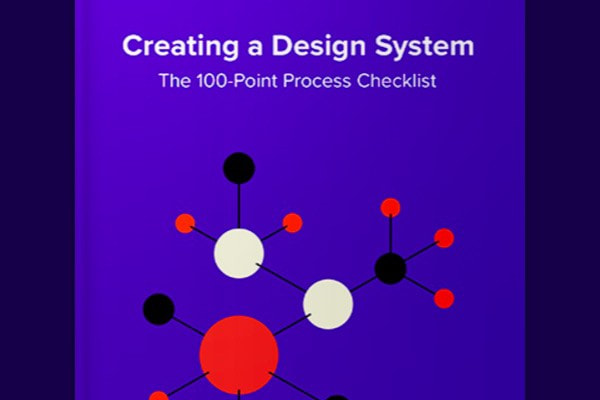 Creating a Design System
The 100-Point Process Checklist